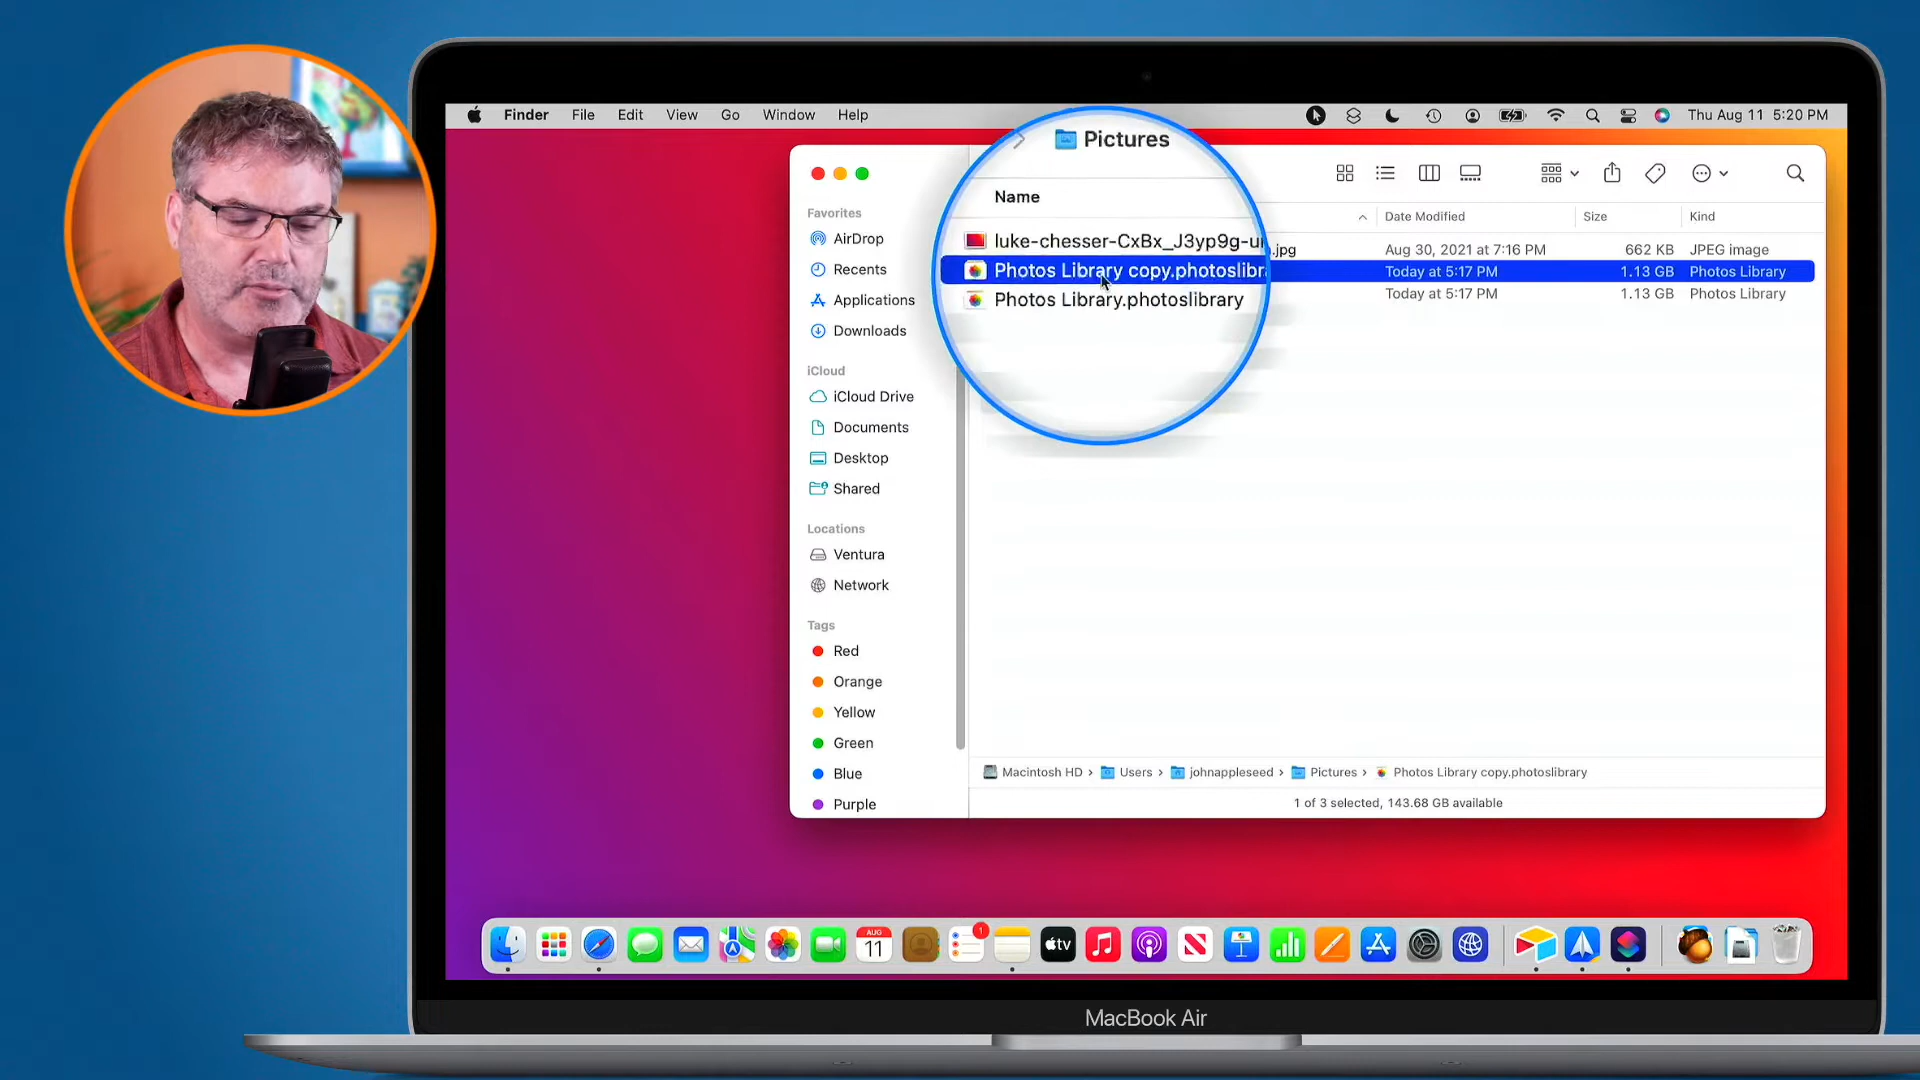 Finder File Edit View Go Window Help Thu Aug 11 5:20 PM
Pictures
Name Date Modified Size Kind
luke-chesser-CxBx_J3yp9g-u .jpg Aug 30, 2021 at 7:16 PM 662 KB JPEG image
Photos Library copy.photoslibr Today at 5:17 PM 1.13 GB Photos Library
Photos Library.photoslibrary Today at 5:17 PM 1.13 GB Photos Library
Favorites
AirDrop
Recents
Applications
Downloads
iCloud
iCloud Drive
Documents
Desktop
Shared
Locations
Ventura
Network
Tags
Red
Orange
Yellow
Green
Blue
Purple
Macintosh HD › Users › johnappleseed › Pictures › Photos Library copy.photoslibrary
1 of 3 selected, 143.68 GB available
AUG
11
1
tv
MacBook Air